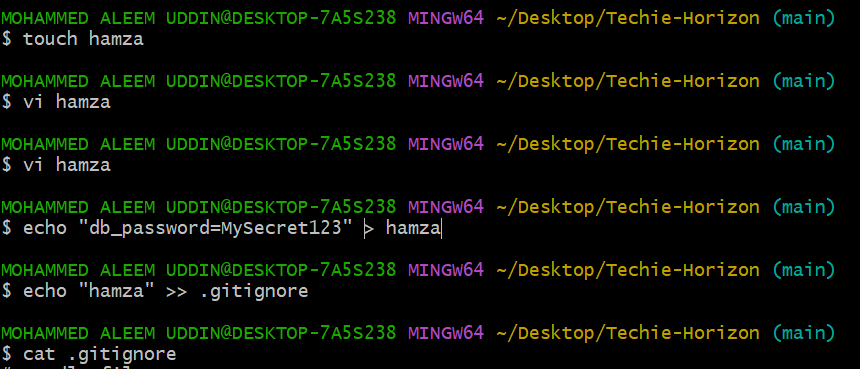 MOHAMMED ALEEM UDDIN@DESKTOP-7A5S238 MINGW64 ~/Desktop/Techie-Horizon (main)
$ touch hamza
MOHAMMED ALEEM UDDIN@DESKTOP-7A5S238 MINGW64 ~/Desktop/Techie-Horizon (main)
$ vi hamza
MOHAMMED ALEEM UDDIN@DESKTOP-7A5S238 MINGW64 ~/Desktop/Techie-Horizon (main)
$ vi hamza
MOHAMMED ALEEM UDDIN@DESKTOP-7A5S238 MINGW64 ~/Desktop/Techie-Horizon (main)
$ echo "db_password=MySecret123" > hamza
MOHAMMED ALEEM UDDIN@DESKTOP-7A5S238 MINGW64 ~/Desktop/Techie-Horizon (main)
$ echo "hamza" >> .gitignore
MOHAMMED ALEEM UDDIN@DESKTOP-7A5S238 MINGW64 ~/Desktop/Techie-Horizon (main)
$ cat .gitignore